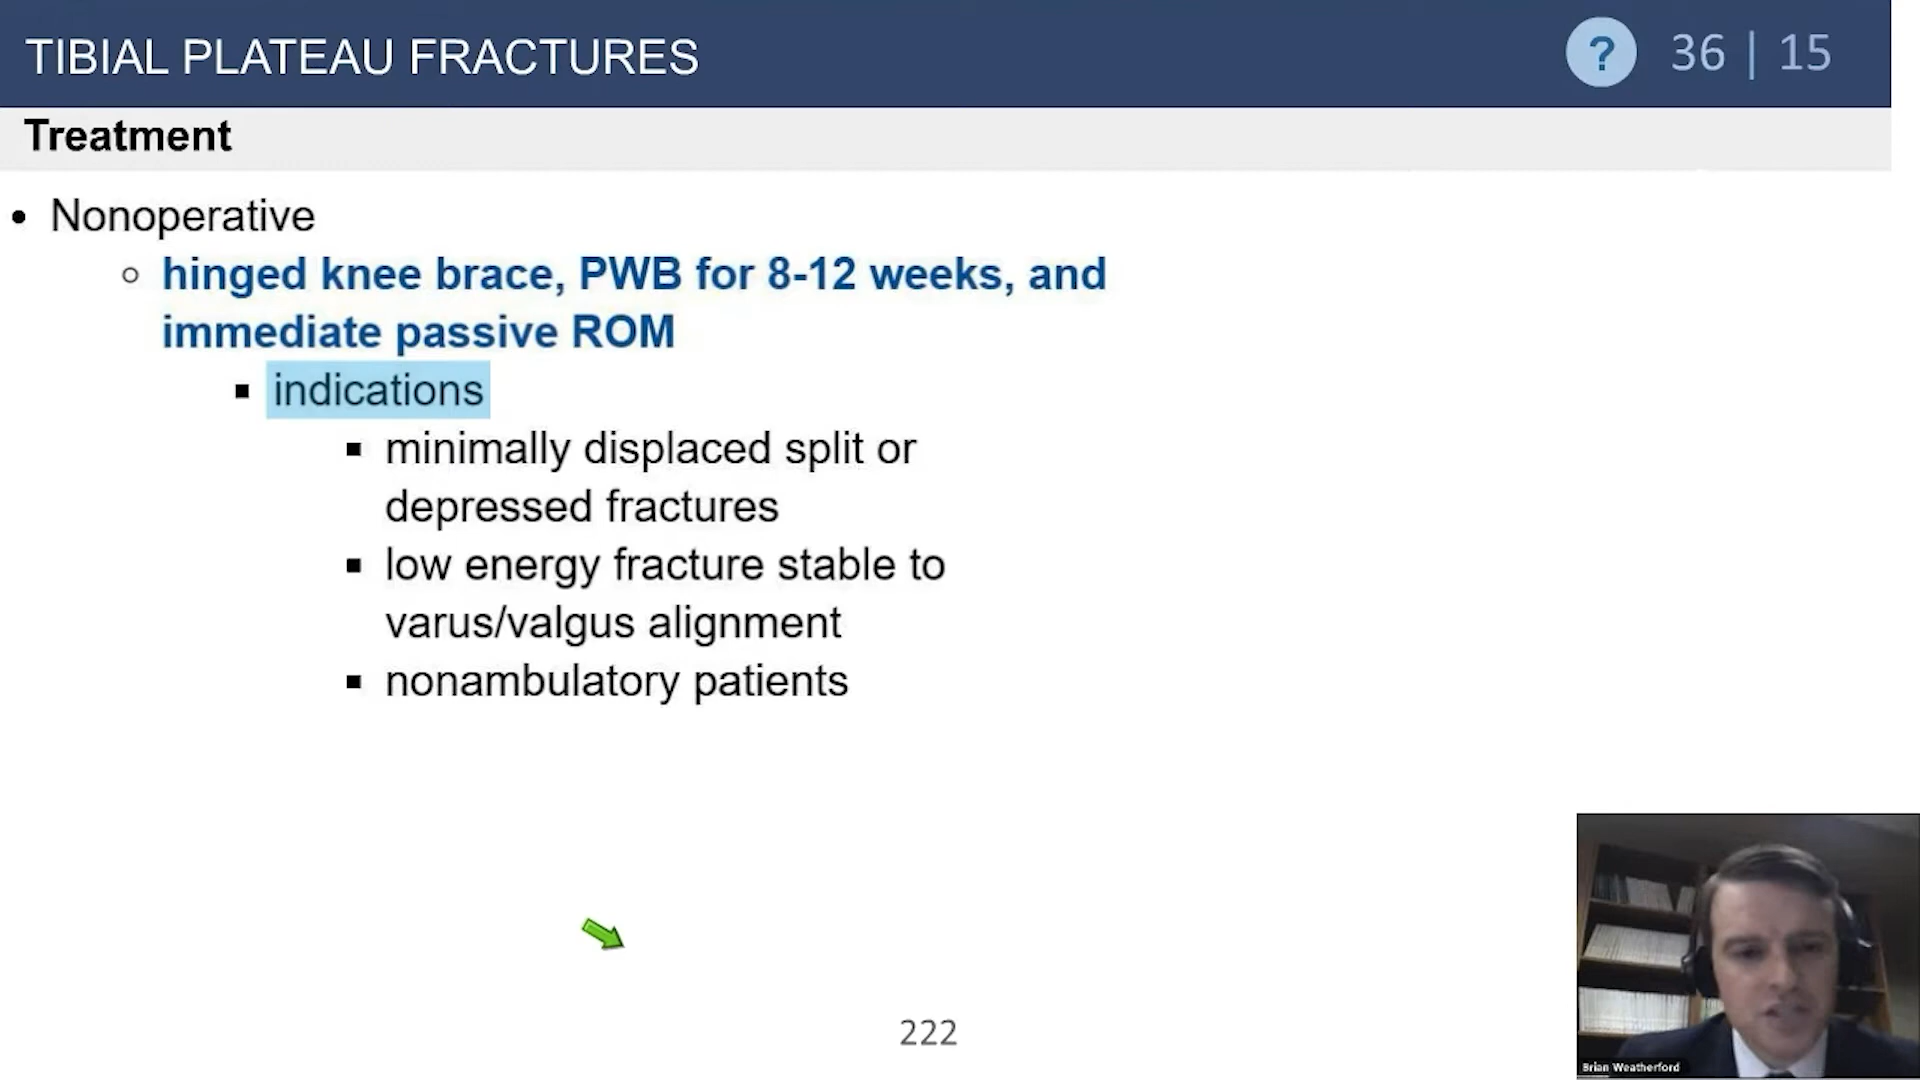 TIBIAL PLATEAU FRACTURES
? 36 | 15
Treatment
• Nonoperative
○ hinged knee brace, PWB for 8-12 weeks, and
immediate passive ROM
▪ indications
▪ minimally displaced split or
depressed fractures
▪ low energy fracture stable to
varus/valgus alignment
▪ nonambulatory patients
222
Brian Weatherford